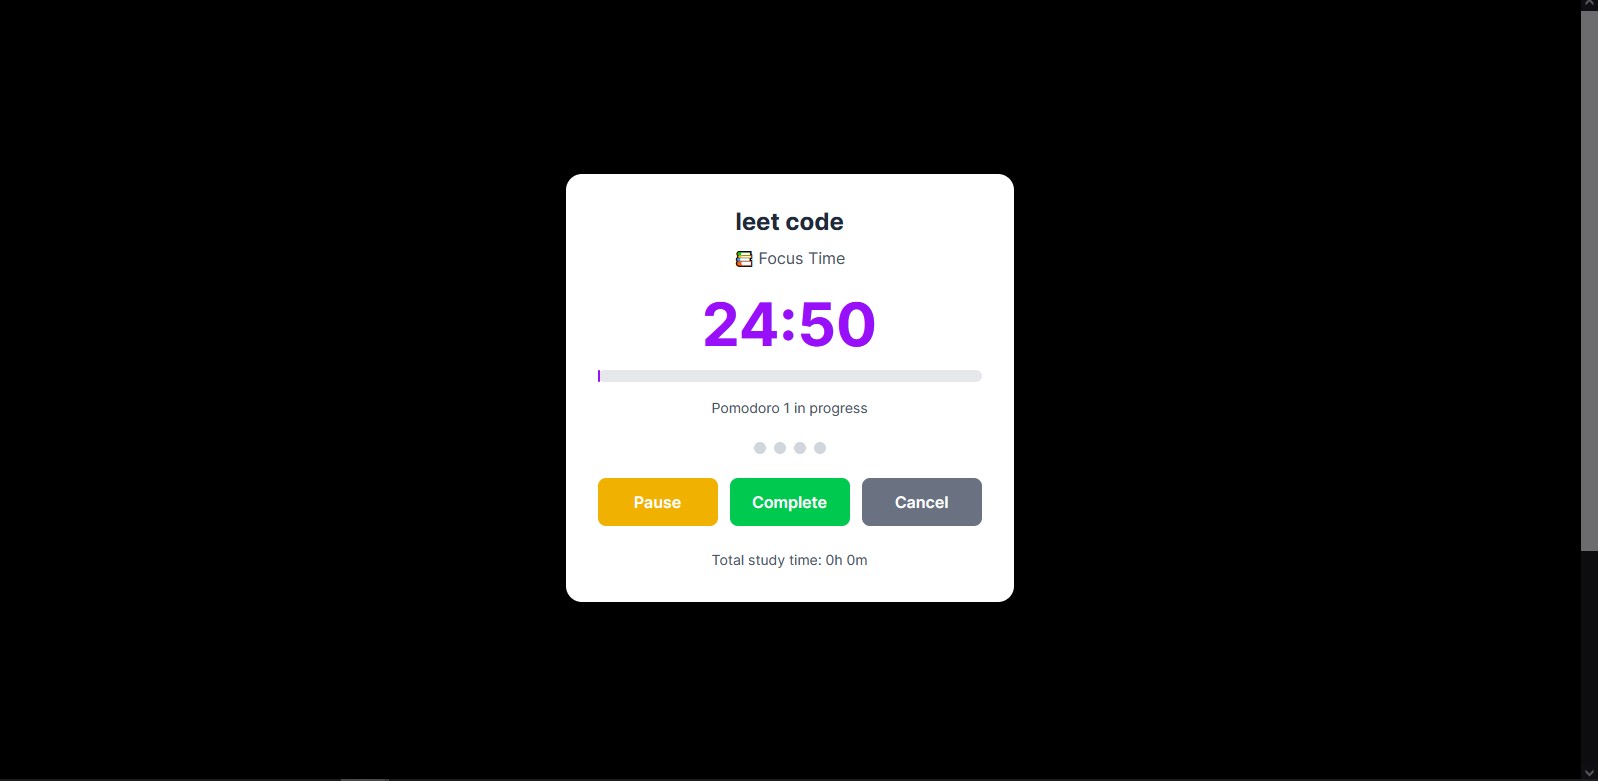 leet code
Focus Time
24:50
Pomodoro 1 in progress
Pause Complete Cancel
Total study time: 0h 0m